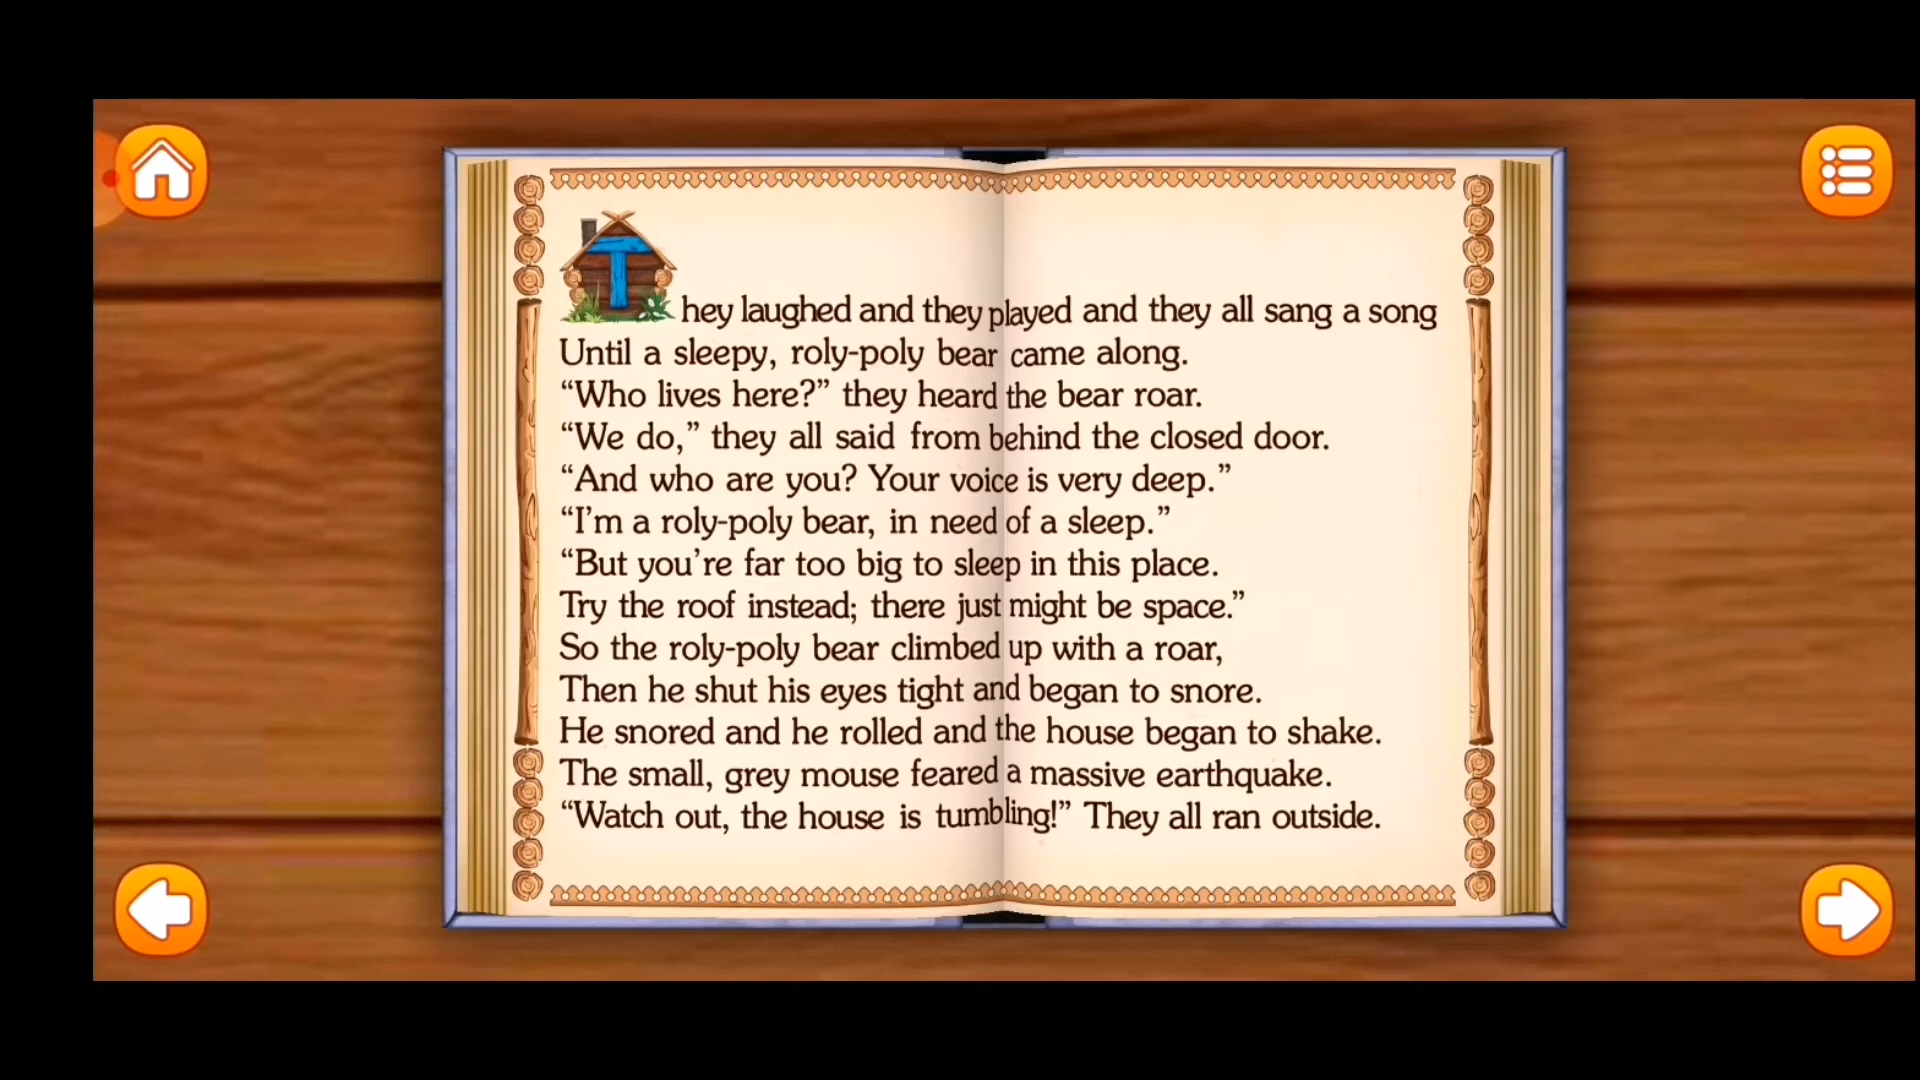 They laughed and they played and they all sang a song
Until a sleepy, roly-poly bear came along.
“Who lives here?” they heard the bear roar.
“We do,” they all said from behind the closed door.
“And who are you? Your voice is very deep.”
“I’m a roly-poly bear, in need of a sleep.”
“But you’re far too big to sleep in this place.
Try the roof instead; there just might be space.”
So the roly-poly bear climbed up with a roar,
Then he shut his eyes tight and began to snore.
He snored and he rolled and the house began to shake.
The small, grey mouse feared a massive earthquake.
“Watch out, the house is tumbling!” They all ran outside.